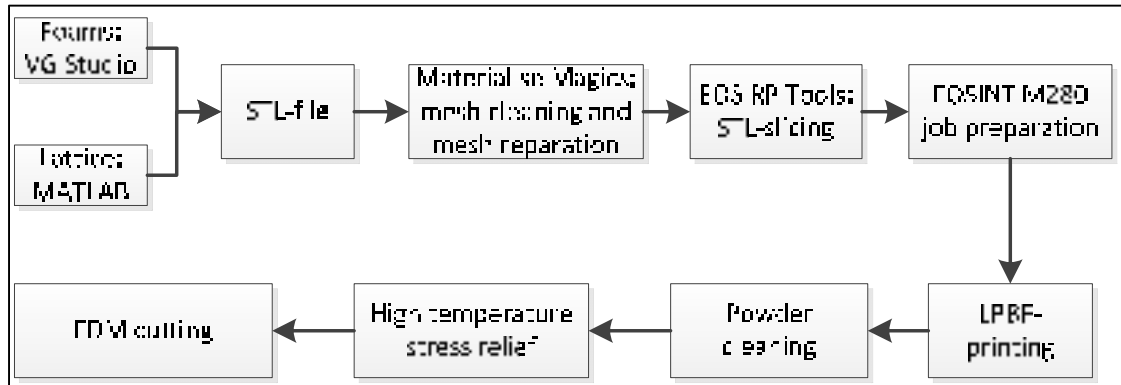 Foams:
VG Studio
Lattice:
MATLAB
STL-file
Materialise Magics:
mesh cleaning and
mesh reparation
EOS RP Tools:
STL-slicing
EOSINT M280
job preparation
LPBF-
printing
Powder
cleaning
High temperature
stress relief
EDM cutting